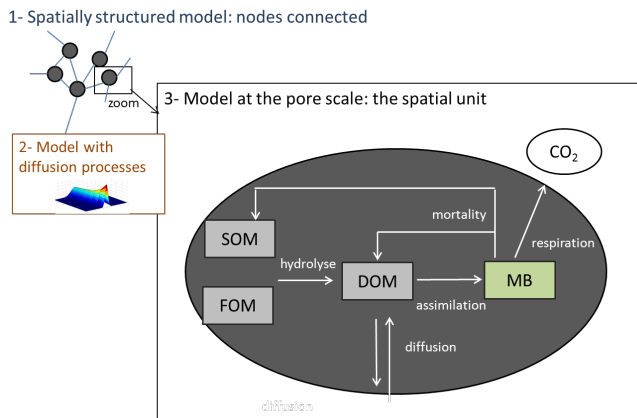 1- Spatially structured model: nodes connected
zoom
3- Model at the pore scale: the spatial unit
2- Model with
diffusion processes
CO₂
mortality
SOM
respiration
hydrolyse
DOM
MB
FOM
assimilation
diffusion
diffusion